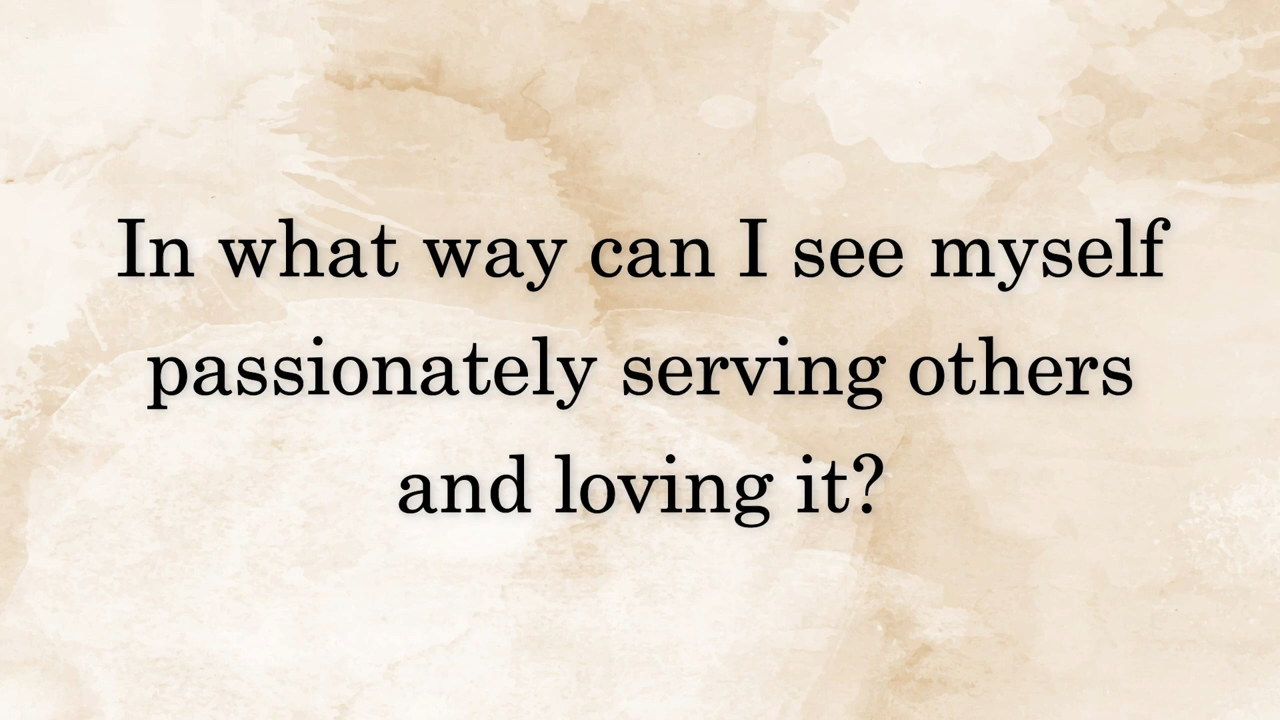 In what way can I see myself
passionately serving others
and loving it?